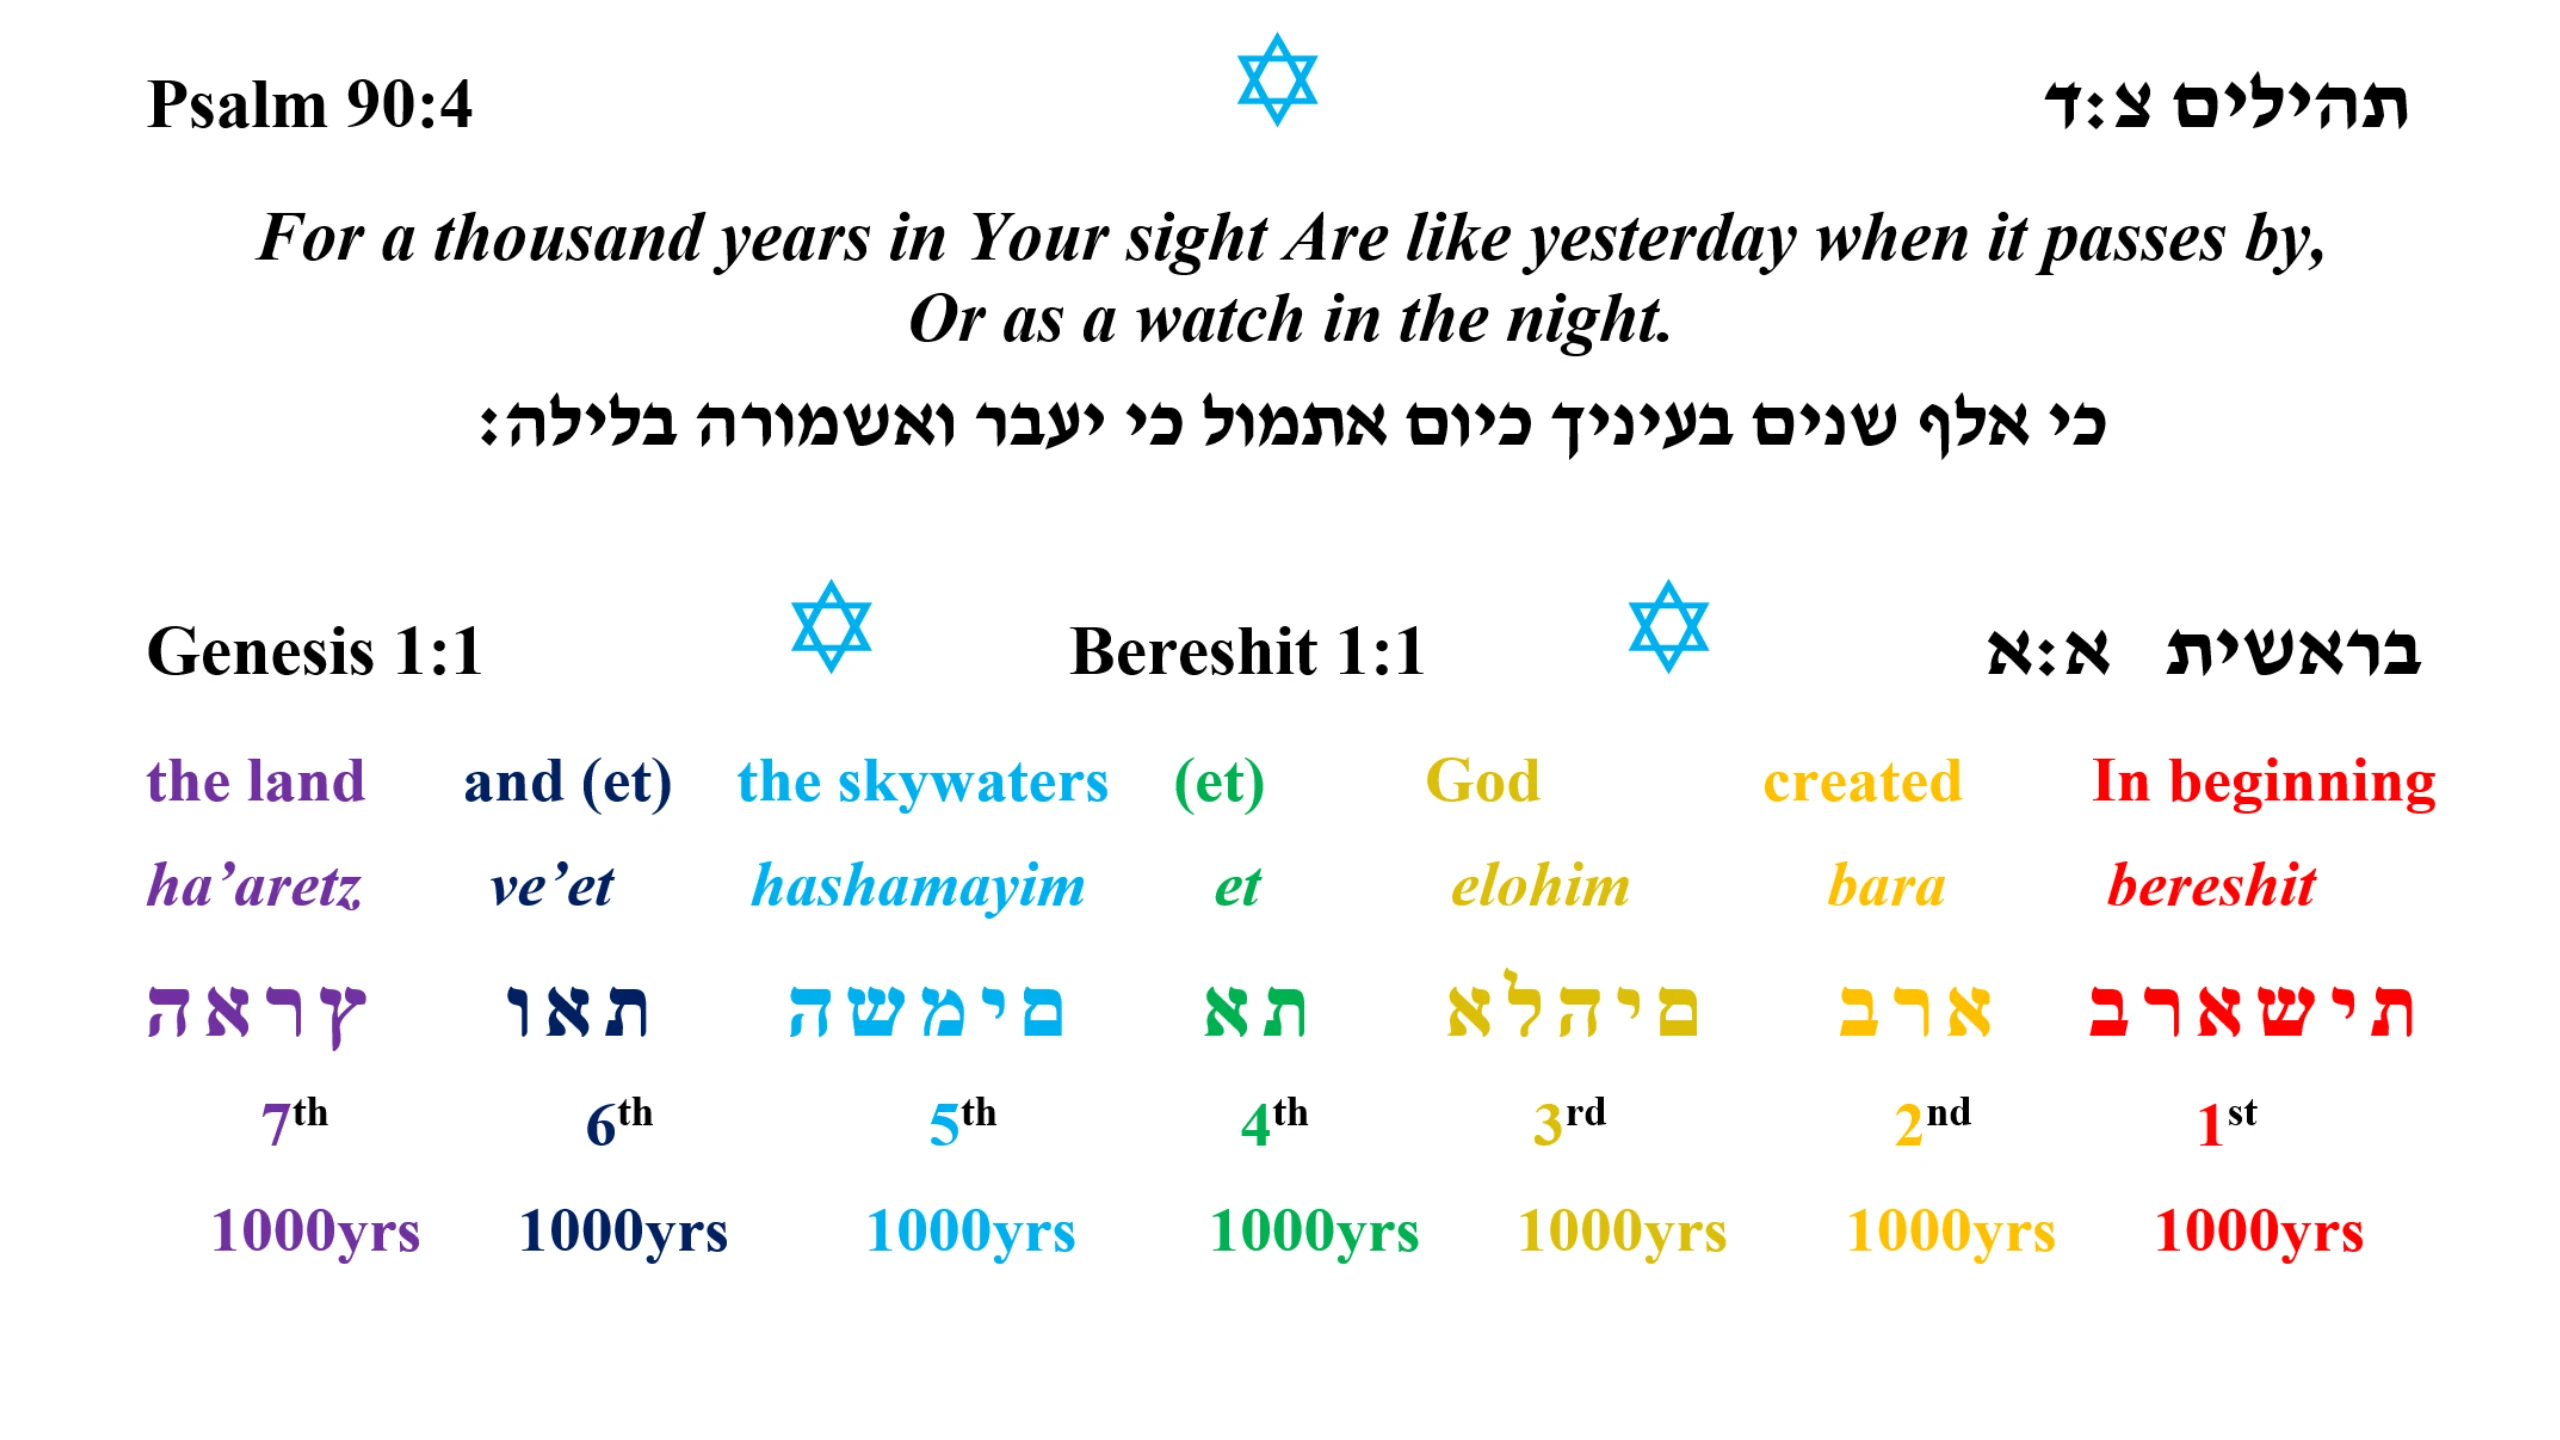 Psalm 90:4 ✡ תהילים צ:ד
For a thousand years in Your sight Are like yesterday when it passes by,
Or as a watch in the night.
כי אלף שנים בעיניך כיום אתמול כי יעבר ואשמורה בלילה:
Genesis 1:1 ✡ Bereshit 1:1 ✡ בראשית א:א
the land and (et) the skywaters (et) God created In beginning
ha’aretz ve’et hashamayim et elohim bara bereshit
תישארב ארב םיהלא תא םימשה תאו ץראה
7th 6th 5th 4th 3rd 2nd 1st
1000yrs 1000yrs 1000yrs 1000yrs 1000yrs 1000yrs 1000yrs